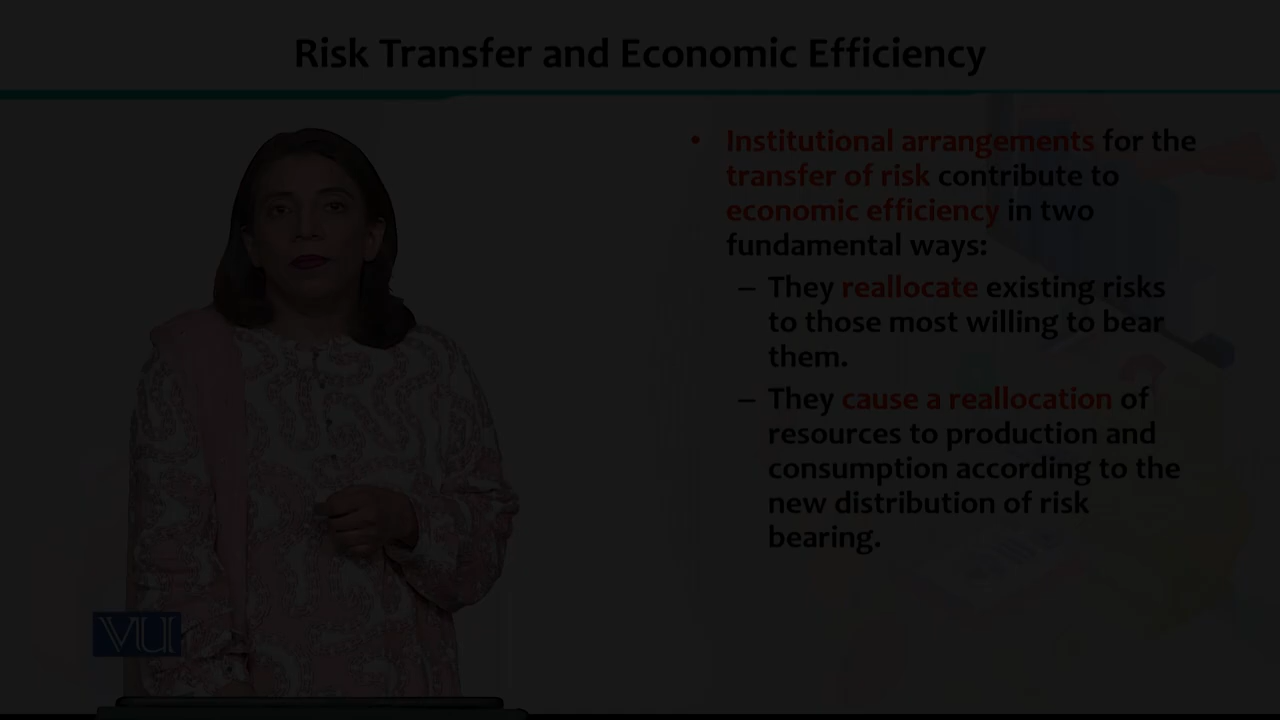 Risk Transfer and Economic Efficiency
• Institutional arrangements for the
transfer of risk contribute to
economic efficiency in two
fundamental ways:
– They reallocate existing risks
to those most willing to bear
them.
– They cause a reallocation of
resources to production and
consumption according to the
new distribution of risk
bearing.
VU